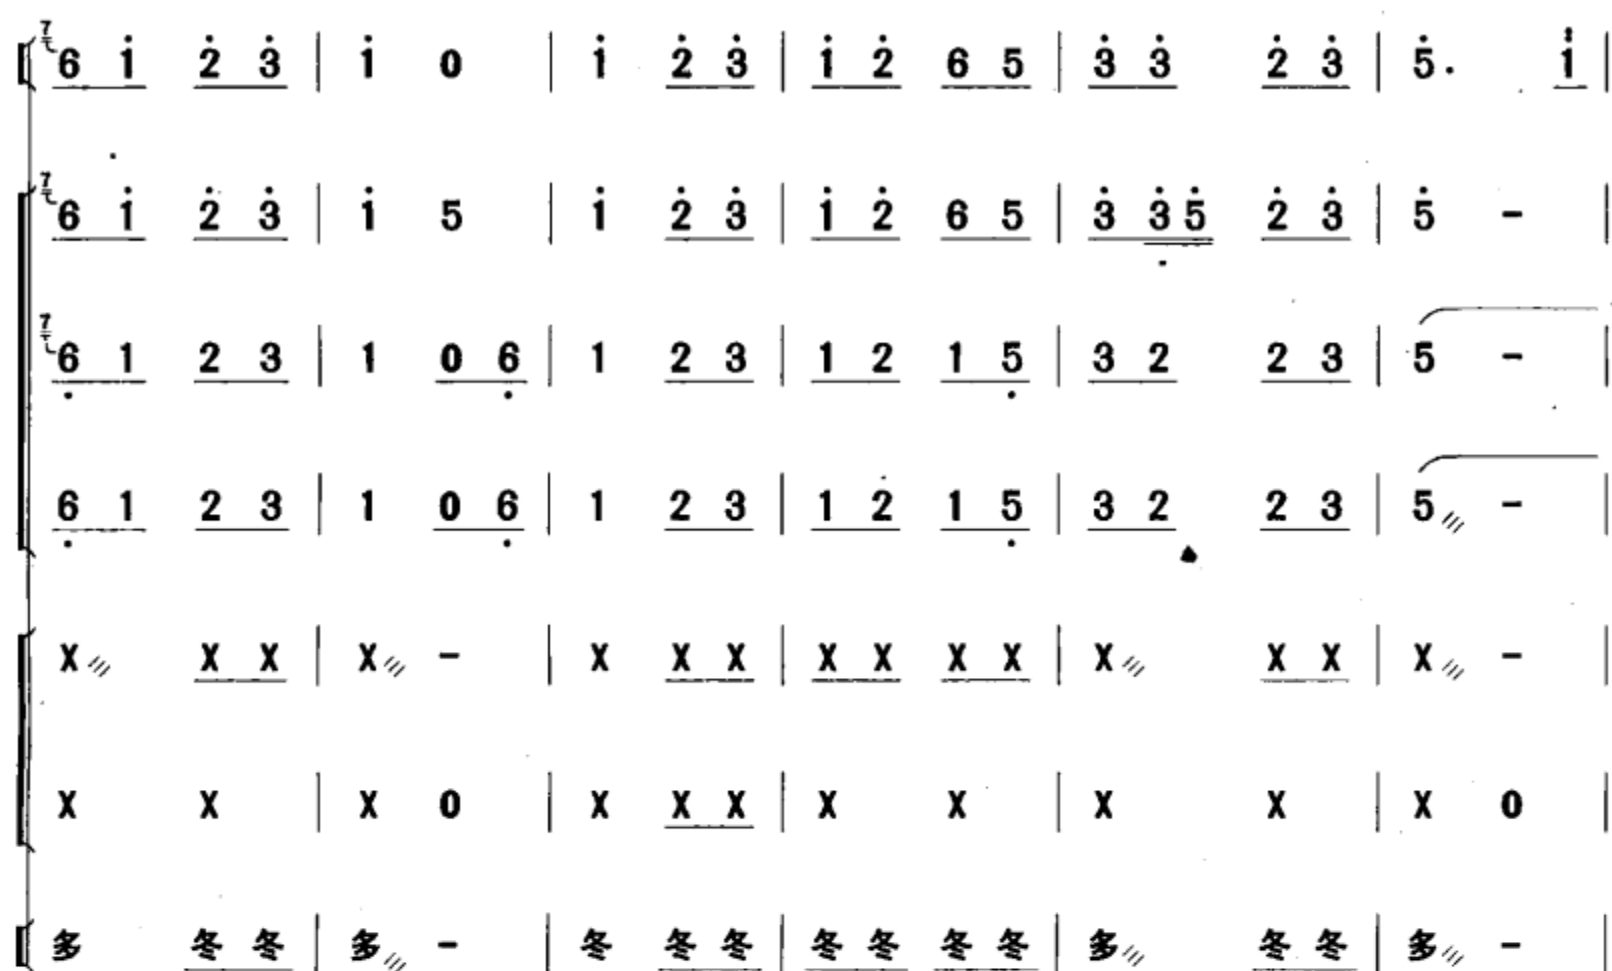 7 6 i̇ 2̇ 3̇ | i̇ 0 | i̇ 2̇ 3̇ | i̇ 2̇ 6 5 | 3̇ 3̇ 2̇ 3̇ | 5̇ . 1̈ |
7 6 i̇ 2̇ 3̇ | i̇ 5 | i̇ 2̇ 3̇ | i̇ 2̇ 6 5 | 3̇ 3̇ 5̇ 2̇ 3̇ | 5̇ - |
7 6̣ 1 2 3 | 1 0 6̣ | 1 2 3 | 1 2 1 5̣ | 3 2 2 3 | 5 - |
6̣ 1 2 3 | 1 0 6̣ | 1 2 3 | 1 2 1 5̣ | 3 2 2 3 | 5 /// - |
X /// X X | X /// - | X X X | X X X X | X /// X X | X /// - |
X X | X 0 | X X X | X X | X X | X 0 |
多 冬 冬 | 多 /// - | 冬 冬 冬 | 冬 冬 冬 冬 | 多 /// 冬 冬 | 多 /// - |